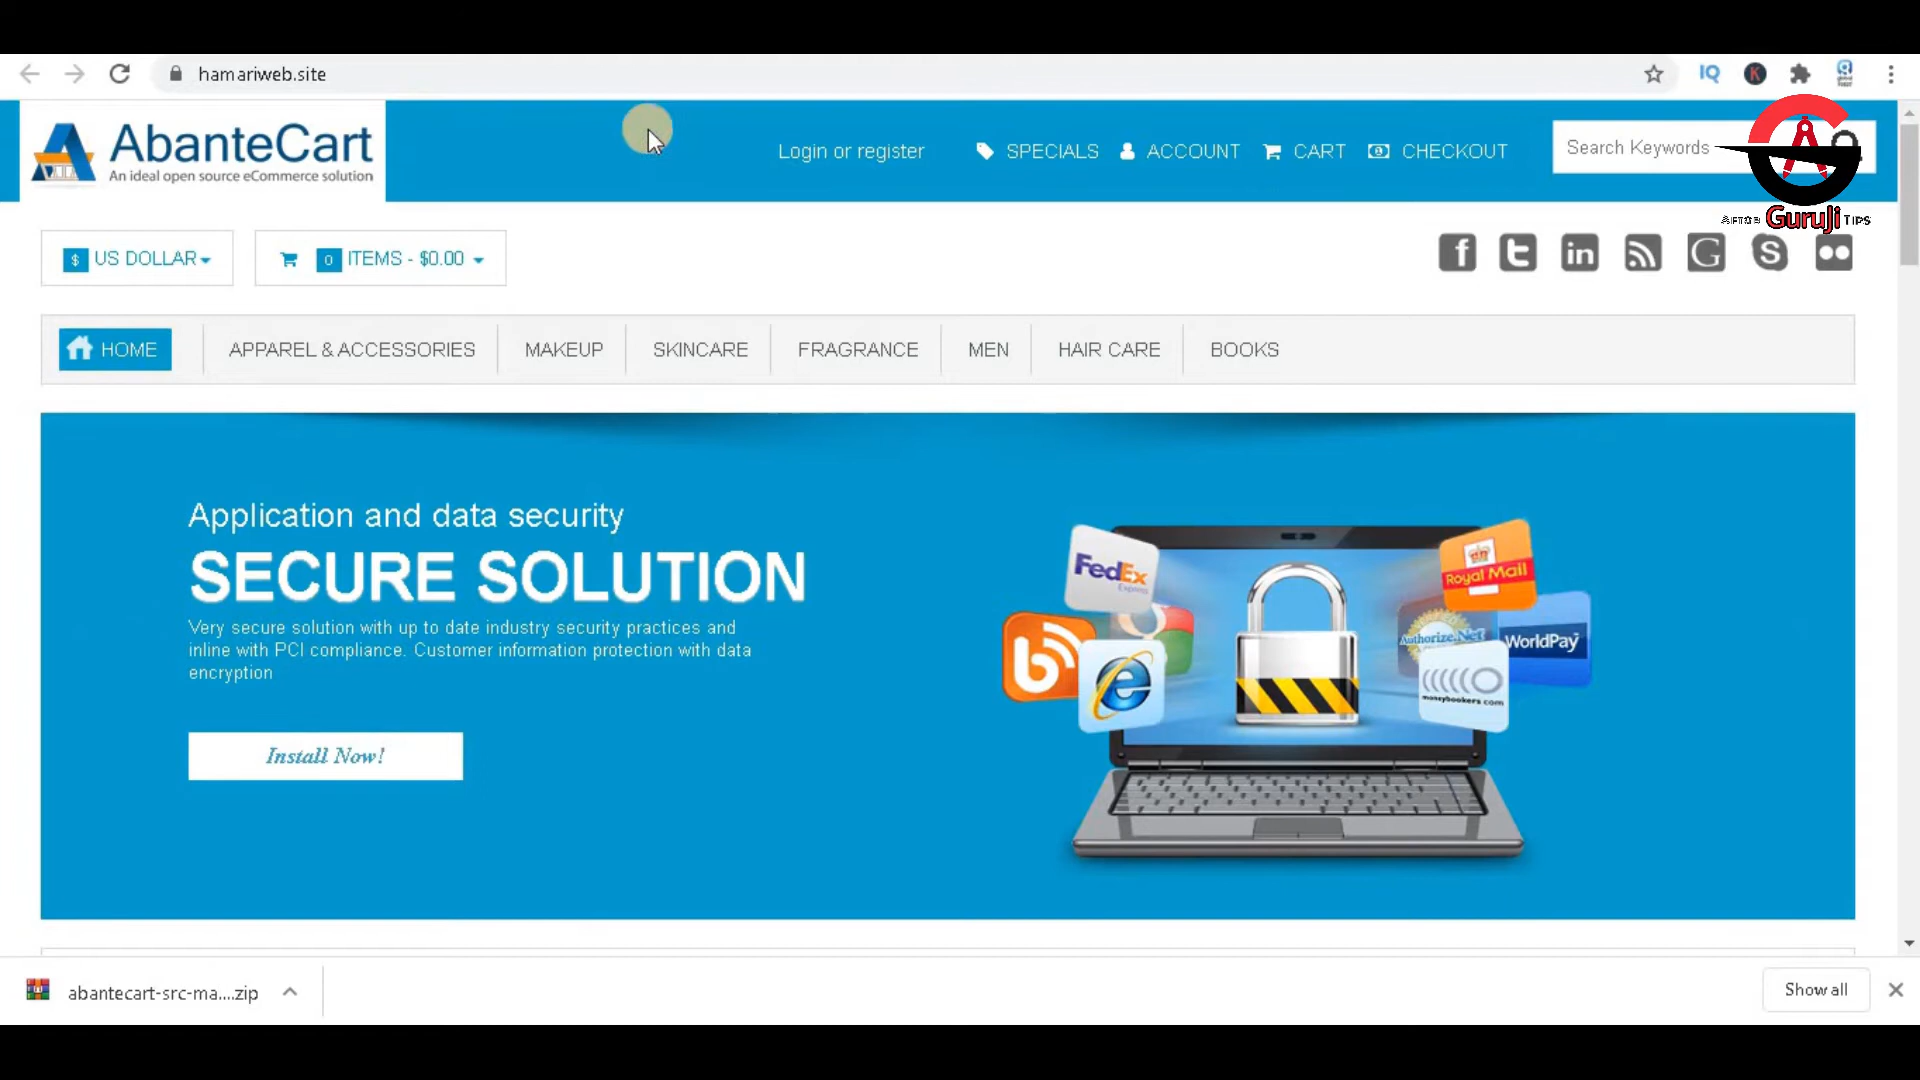 hamariweb.site
IQ
K
AbanteCart
An ideal open source eCommerce solution
Login or register
SPECIALS
ACCOUNT
CART
CHECKOUT
Search Keywords
GuruJi TIPS
$ US DOLLAR
0 ITEMS - $0.00
HOME
APPAREL & ACCESSORIES
MAKEUP
SKINCARE
FRAGRANCE
MEN
HAIR CARE
BOOKS
Application and data security
SECURE SOLUTION
Very secure solution with up to date industry security practices and
inline with PCI compliance. Customer information protection with data
encryption
Install Now!
FedEx
Express
Royal Mail
Authorize.Net
WorldPay
moneybookers.com
abantecart-src-ma....zip
Show all